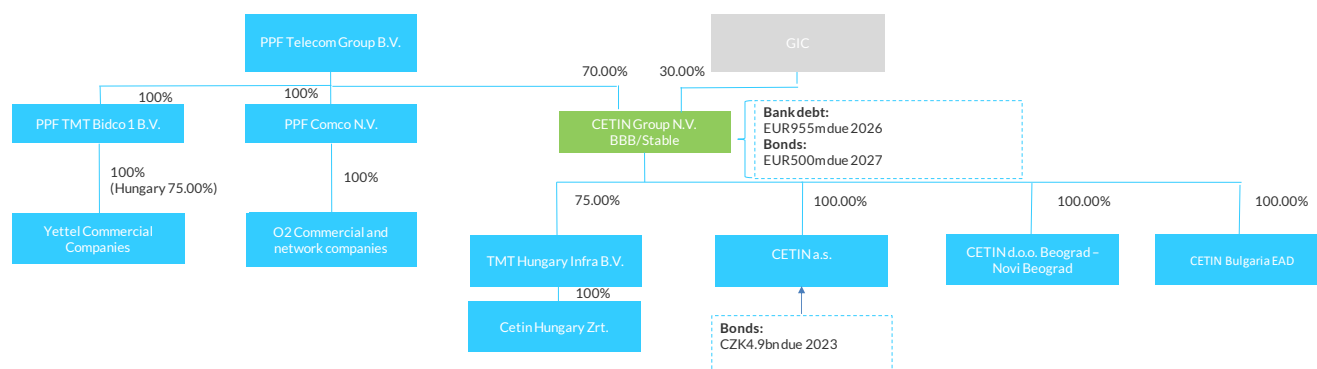 PPF Telecom Group B.V.
GIC
70.00%
30.00%
100%
100%
PPF TMT Bidco 1 B.V.
PPF Comco N.V.
CETIN Group N.V.
BBB/Stable
Bank debt:
EUR955m due 2026
Bonds:
EUR500m due 2027
100%
(Hungary 75.00%)
100%
75.00%
100.00%
100.00%
100.00%
Yettel Commercial
Companies
O2 Commercial and
network companies
TMT Hungary Infra B.V.
CETIN a.s.
CETIN d.o.o. Beograd –
Novi Beograd
CETIN Bulgaria EAD
100%
Cetin Hungary Zrt.
Bonds:
CZK4.9bn due 2023